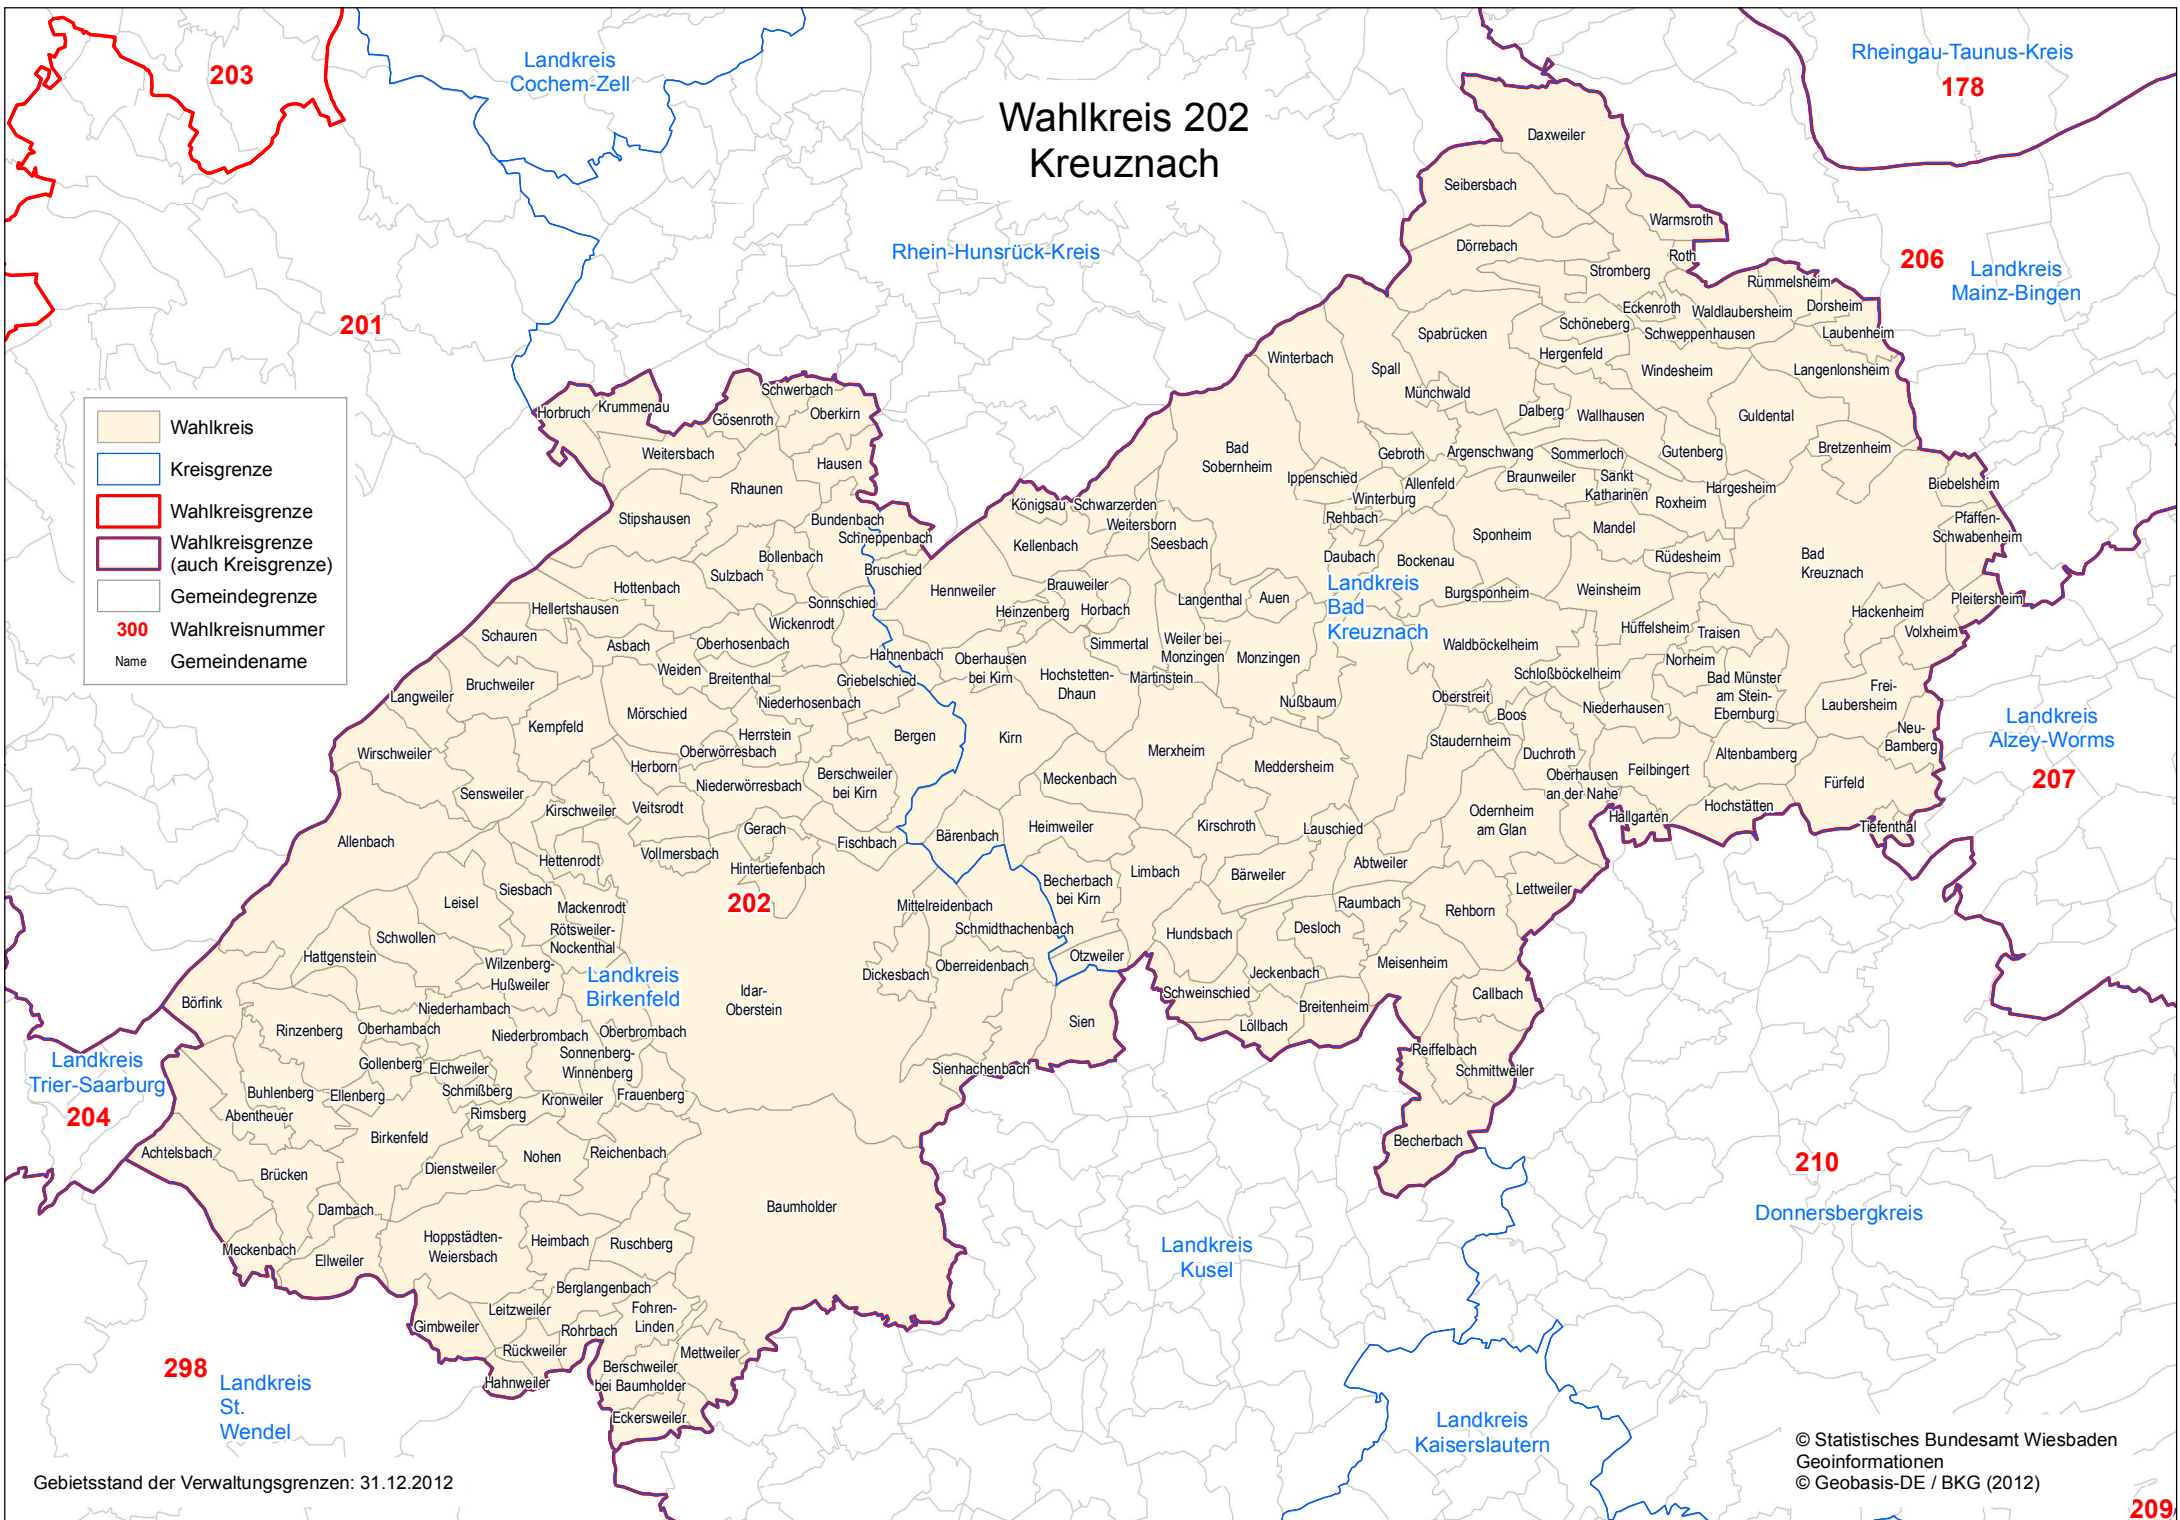 Wahlkreis 202
Kreuznach
203
Landkreis
Cochem-Zell
Rheingau-Taunus-Kreis
178
Rhein-Hunsrück-Kreis
206
Landkreis
Mainz-Bingen
201
Wahlkreis
Kreisgrenze
Wahlkreisgrenze
Wahlkreisgrenze
(auch Kreisgrenze)
Gemeindegrenze
300 Wahlkreisnummer
Name Gemeindename
Daxweiler
Seibersbach
Warmsroth
Dörrebach
Roth
Stromberg
Rümmelsheim
Eckenroth
Waldlaubersheim
Dorsheim
Schöneberg
Schweppenhausen
Laubenheim
Spabrücken
Hergenfeld
Winterbach
Spall
Windesheim
Langenlonsheim
Münchwald
Dalberg
Wallhausen
Guldental
Schwerbach
Horbruch
Krummenau
Gösenroth
Oberkirn
Weitersbach
Hausen
Rhaunen
Stipshausen
Bundenbach
Schneppenbach
Bollenbach
Bruschied
Sulzbach
Hottenbach
Hellertshausen
Sonnschied
Wickenrodt
Schauren
Asbach
Oberhosenbach
Hahnenbach
Weiden
Breitenthal
Griebelschied
Langweiler
Bruchweiler
Niederhosenbach
Mörschied
Kempfeld
Herrstein
Bergen
Oberwörresbach
Wirschweiler
Herborn
Niederwörresbach
Berschweiler
bei Kirn
Sensweiler
Kirschweiler
Veitsrodt
Gerach
Fischbach
Allenbach
Hettenrodt
Vollmersbach
Hintertiefenbach
202
Siesbach
Leisel
Mackenrodt
Rötsweiler-
Nockenthal
Schwollen
Hattgenstein
Wilzenberg-
Hußweiler
Landkreis
Birkenfeld
Idar-
Oberstein
Mittelreidenbach
Schmidthachenbach
Dickesbach
Oberreidenbach
Sienhachenbach
Sien
Otzweiler
Börfink
Rinzenberg
Niederhambach
Oberhambach
Niederbrombach
Oberbrombach
Gollenberg
Elchweiler
Sonnenberg-
Winnenberg
Buhlenberg
Ellenberg
Schmißberg
Kronweiler
Frauenberg
Abentheuer
Rimsberg
Birkenfeld
Achtelsbach
Nohen
Reichenbach
Brücken
Dienstweiler
Dambach
Baumholder
Meckenbach
Ellweiler
Hoppstädten-
Weiersbach
Heimbach
Ruschberg
Berglangenbach
Leitzweiler
Fohren-
Linden
Gimbweiler
Rohrbach
Rückweiler
Mettweiler
Hahnweiler
Berschweiler
bei Baumholder
Eckersweiler
Bad
Sobernheim
Gebroth
Argenschwang
Sommerloch
Gutenberg
Bretzenheim
Ippenschied
Allenfeld
Braunweiler
Sankt
Katharinen
Hargesheim
Biebelsheim
Winterburg
Roxheim
Königsau
Schwarzerden
Rehbach
Pfaffen-
Schwabenheim
Weitersborn
Seesbach
Kellenbach
Sponheim
Mandel
Daubach
Bockenau
Rüdesheim
Bad
Kreuznach
Landkreis
Bad
Kreuznach
Hennweiler
Brauweiler
Heinzenberg
Horbach
Langenthal
Auen
Burgsponheim
Weinsheim
Pleitersheim
Hackenheim
Hüffelsheim
Traisen
Volxheim
Simmertal
Weiler bei
Monzingen
Monzingen
Waldböckelheim
Oberhausen
bei Kirn
Hochstetten-
Dhaun
Martinstein
Schloßböckelheim
Norheim
Bad Münster
am Stein-
Ebernburg
Frei-
Laubersheim
Nußbaum
Oberstreit
Niederhausen
Boos
Neu-
Bamberg
Kirn
Merxheim
Staudernheim
Duchroth
Altenbamberg
Meddersheim
Oberhausen
an der Nahe
Feilbingert
Fürfeld
Meckenbach
Odernheim
am Glan
Hallgarten
Hochstätten
Tiefenthal
Bärenbach
Heimweiler
Kirschroth
Lauschied
Abtweiler
Becherbach
bei Kirn
Limbach
Bärweiler
Lettweiler
Raumbach
Rehborn
Hundsbach
Desloch
Meisenheim
Jeckenbach
Schweinschied
Callbach
Breitenheim
Löllbach
Reiffelbach
Schmittweiler
Becherbach
Landkreis
Alzey-Worms
207
Landkreis
Trier-Saarburg
204
210
Donnersbergkreis
Landkreis
Kusel
298
Landkreis
St.
Wendel
Landkreis
Kaiserslautern
Gebietsstand der Verwaltungsgrenzen: 31.12.2012
© Statistisches Bundesamt Wiesbaden
Geoinformationen
© Geobasis-DE / BKG (2012)
209